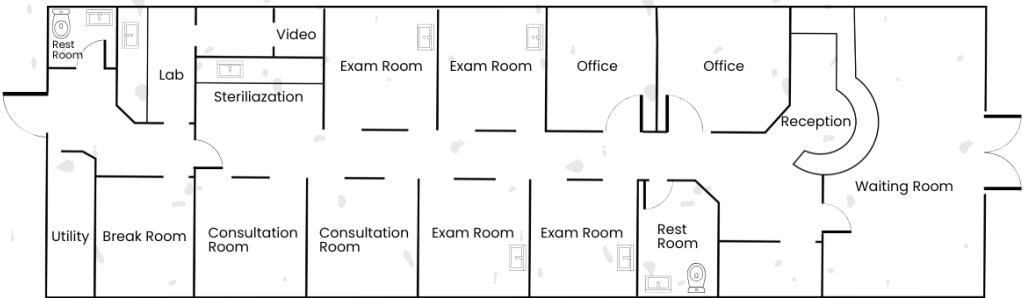 Rest
Room
Lab
Video
Steriliazation
Exam Room
Exam Room
Office
Office
Reception
Waiting Room
Utility
Break Room
Consultation
Room
Consultation
Room
Exam Room
Exam Room
Rest
Room